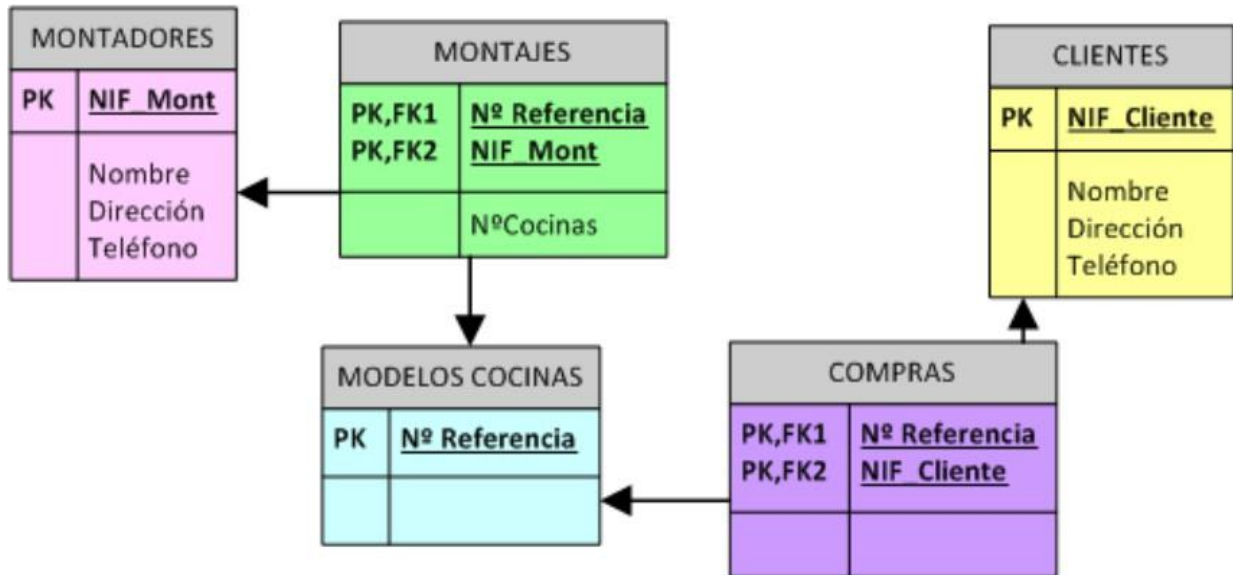 MONTADORES
PK NIF_Mont
Nombre
Dirección
Teléfono
MONTAJES
PK,FK1 Nº Referencia
PK,FK2 NIF_Mont
NºCocinas
CLIENTES
PK NIF_Cliente
Nombre
Dirección
Teléfono
MODELOS COCINAS
PK Nº Referencia
COMPRAS
PK,FK1 Nº Referencia
PK,FK2 NIF_Cliente